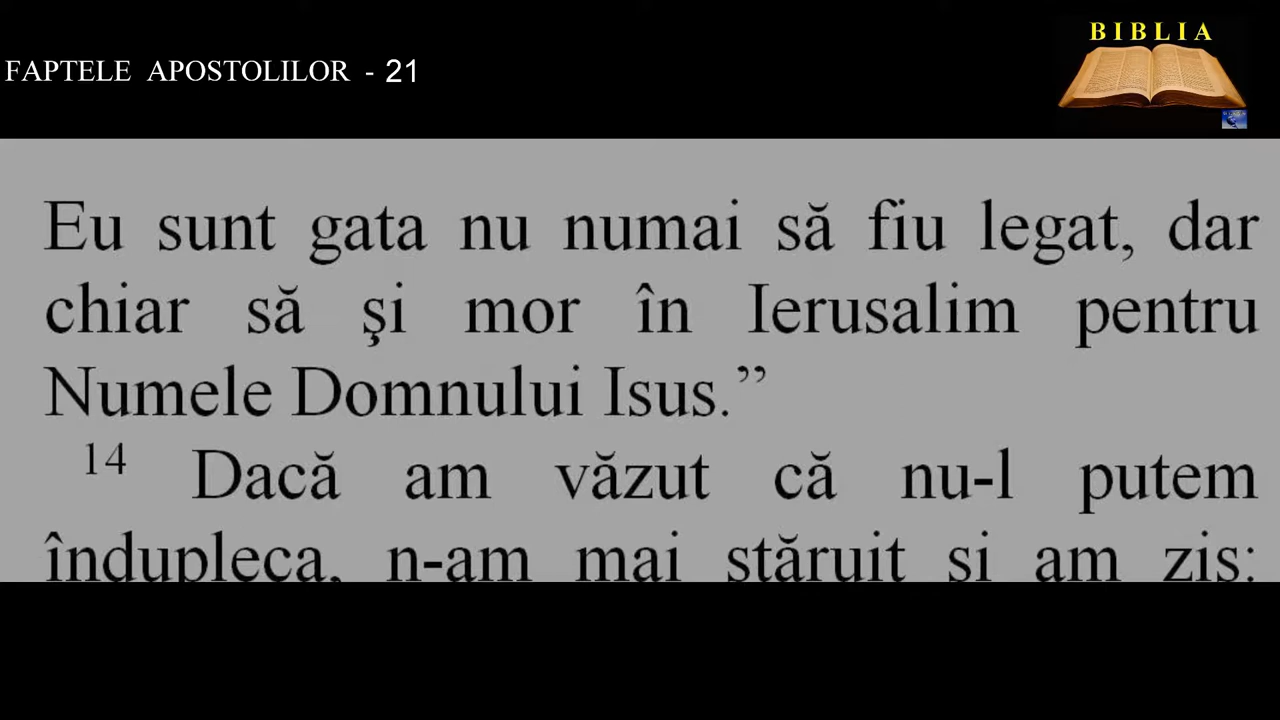 BIBLIA
FAPTELE APOSTOLILOR - 21
Eu sunt gata nu numai să fiu legat, dar
chiar să şi mor în Ierusalim pentru
Numele Domnului Isus.”
14 Dacă am văzut că nu-l putem
îndupleca, n-am mai stăruit şi am zis: